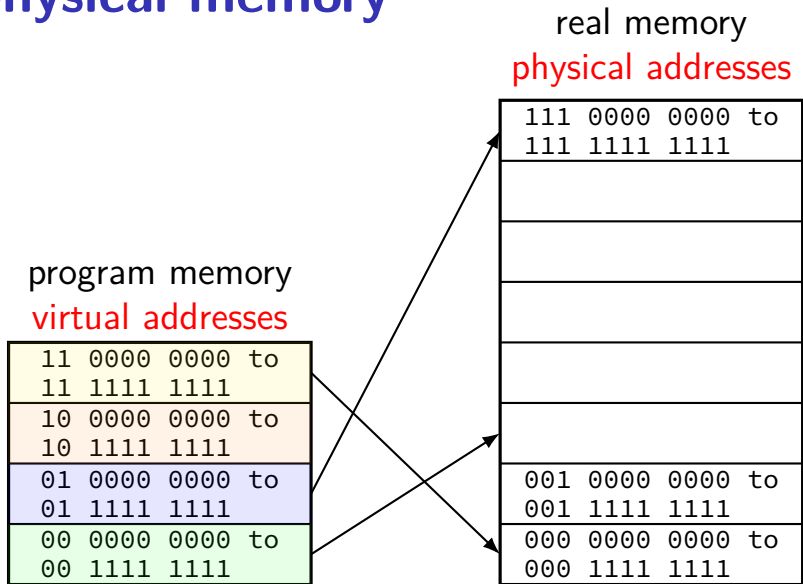 physical memory
real memory
physical addresses
111 0000 0000 to
111 1111 1111
program memory
virtual addresses
11 0000 0000 to
11 1111 1111
10 0000 0000 to
10 1111 1111
01 0000 0000 to
01 1111 1111
00 0000 0000 to
00 1111 1111
001 0000 0000 to
001 1111 1111
000 0000 0000 to
000 1111 1111